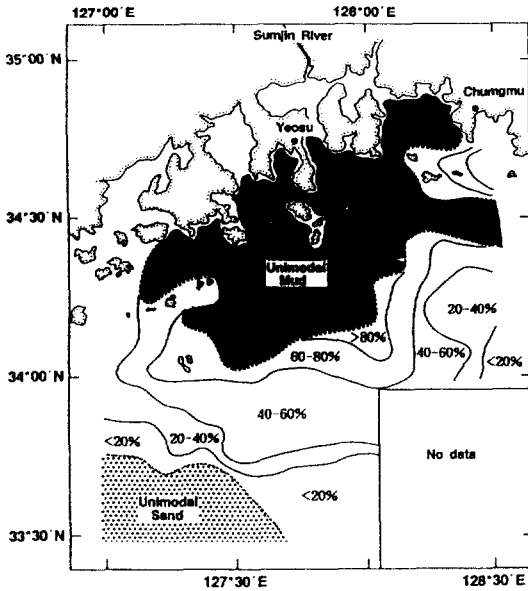 127°00′E
128°00′E
Sumjin River
35°00′N
Chumgmu
Yeosu
34°30′N
Unimodal
Mud
20-40%
>80%
60-80%
40-60%
<20%
34°00′N
40-60%
<20%
20-40%
No data
<20%
Unimodal
Sand
33°30′N
127°30′E
128°30′E